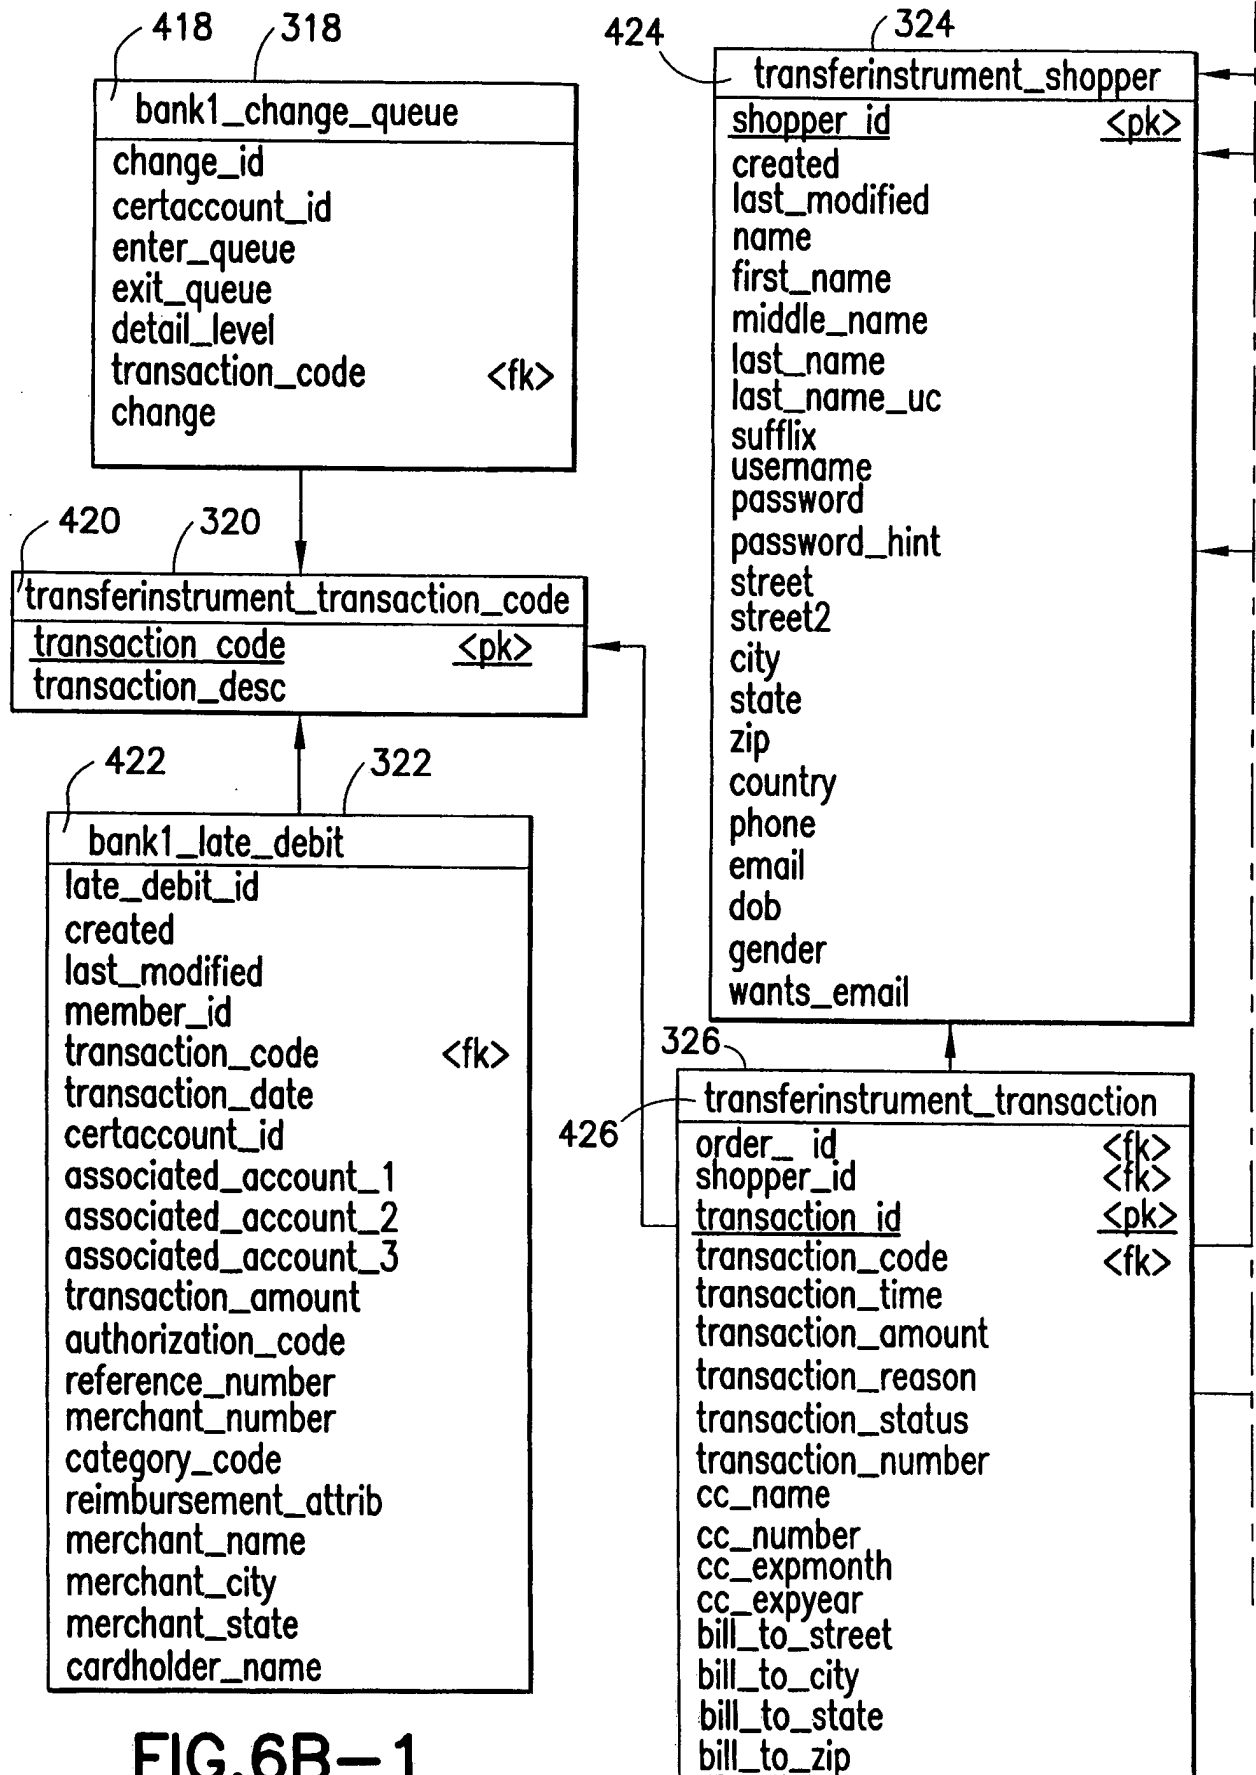 418
318
bank1_change_queue
change_id
certaccount_id
enter_queue
exit_queue
detail_level
transaction_code <fk>
change
420
320
transferinstrument_transaction_code
transaction_code <pk>
transaction_desc
422
322
bank1_late_debit
late_debit_id
created
last_modified
member_id
transaction_code <fk>
transaction_date
certaccount_id
associated_account_1
associated_account_2
associated_account_3
transaction_amount
authorization_code
reference_number
merchant_number
category_code
reimbursement_attrib
merchant_name
merchant_city
merchant_state
cardholder_name
424
324
transferinstrument_shopper
shopper_id <pk>
created
last_modified
name
first_name
middle_name
last_name
last_name_uc
sufflix
username
password
password_hint
street
street2
city
state
zip
country
phone
email
dob
gender
wants_email
326
426
transferinstrument_transaction
order_ id <fk>
shopper_id <fk>
transaction_id <pk>
transaction_code <fk>
transaction_time
transaction_amount
transaction_reason
transaction_status
transaction_number
cc_name
cc_number
cc_expmonth
cc_expyear
bill_to_street
bill_to_city
bill_to_state
bill_to_zip
FIG.6B-1